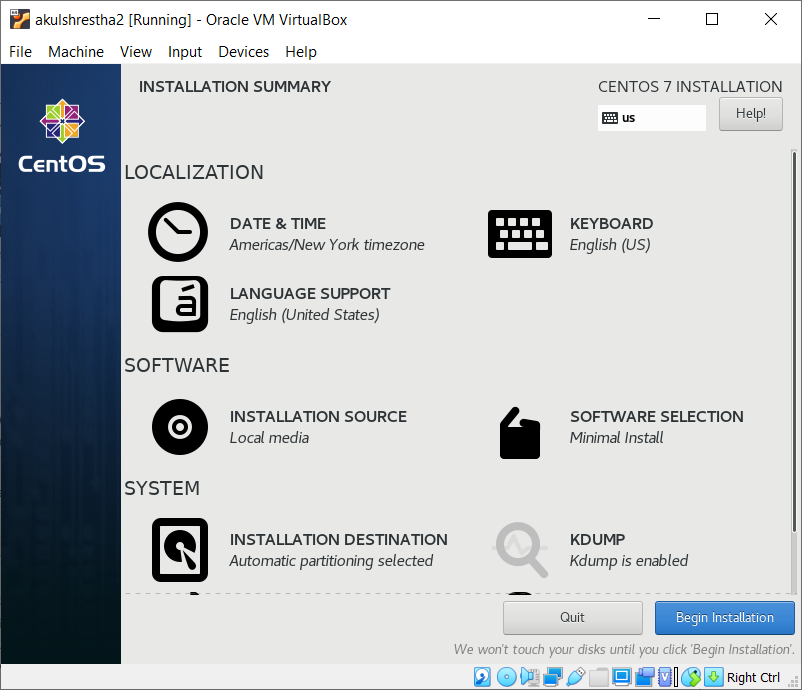 akulshrestha2 [Running] - Oracle VM VirtualBox
File Machine View Input Devices Help
INSTALLATION SUMMARY
CENTOS 7 INSTALLATION
us
Help!
CentOS
LOCALIZATION
DATE & TIME
Americas/New York timezone
KEYBOARD
English (US)
á
LANGUAGE SUPPORT
English (United States)
SOFTWARE
INSTALLATION SOURCE
Local media
SOFTWARE SELECTION
Minimal Install
SYSTEM
INSTALLATION DESTINATION
Automatic partitioning selected
KDUMP
Kdump is enabled
Quit
Begin Installation
We won't touch your disks until you click 'Begin Installation'.
Right Ctrl